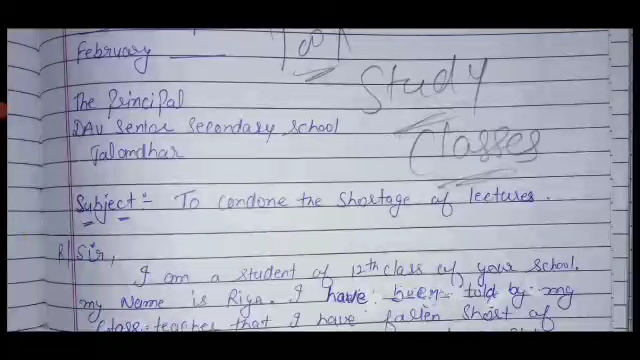 Top
February
Study
The Principal
DAV Senior Secondary School
Classes
Jalandhar
Subject :- To Condone the Shortage of lectures.
R/Sir,
I am a student of 12th class of your school.
my Name is Riya. I have been told by my
Class teacher that I have fallen short of